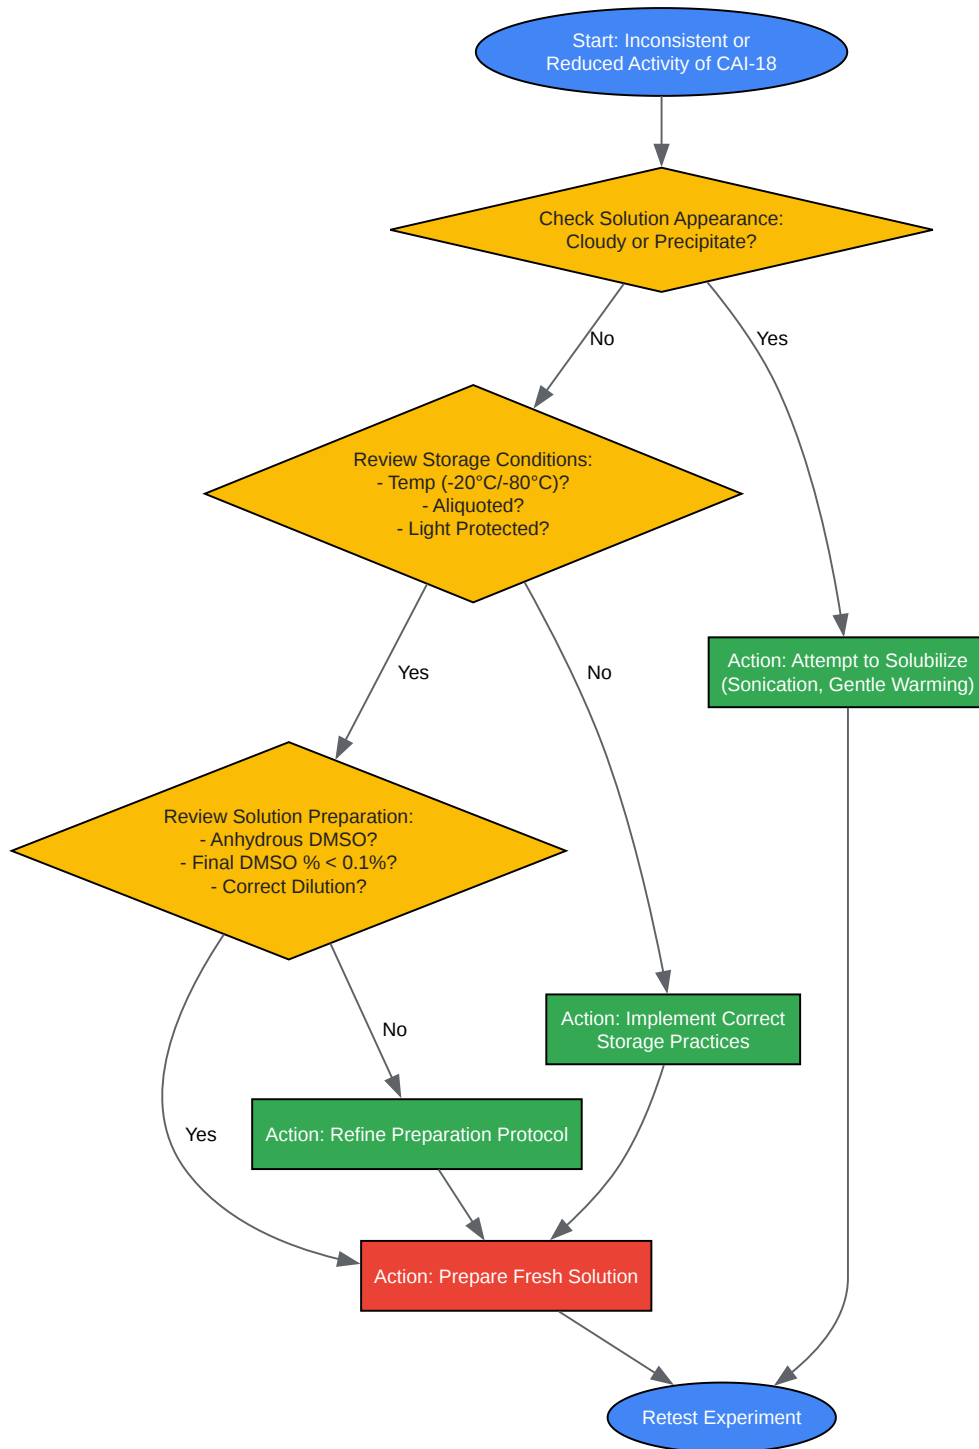 Start: Inconsistent or
Reduced Activity of CAI-18
Check Solution Appearance:
Cloudy or Precipitate?
No
Yes
Review Storage Conditions:
- Temp (-20°C/-80°C)?
- Aliquoted?
- Light Protected?
Yes
No
Action: Attempt to Solubilize
(Sonication, Gentle Warming)
Review Solution Preparation:
- Anhydrous DMSO?
- Final DMSO % < 0.1%?
- Correct Dilution?
No
Action: Implement Correct
Storage Practices
Yes
Action: Refine Preparation Protocol
Action: Prepare Fresh Solution
Retest Experiment